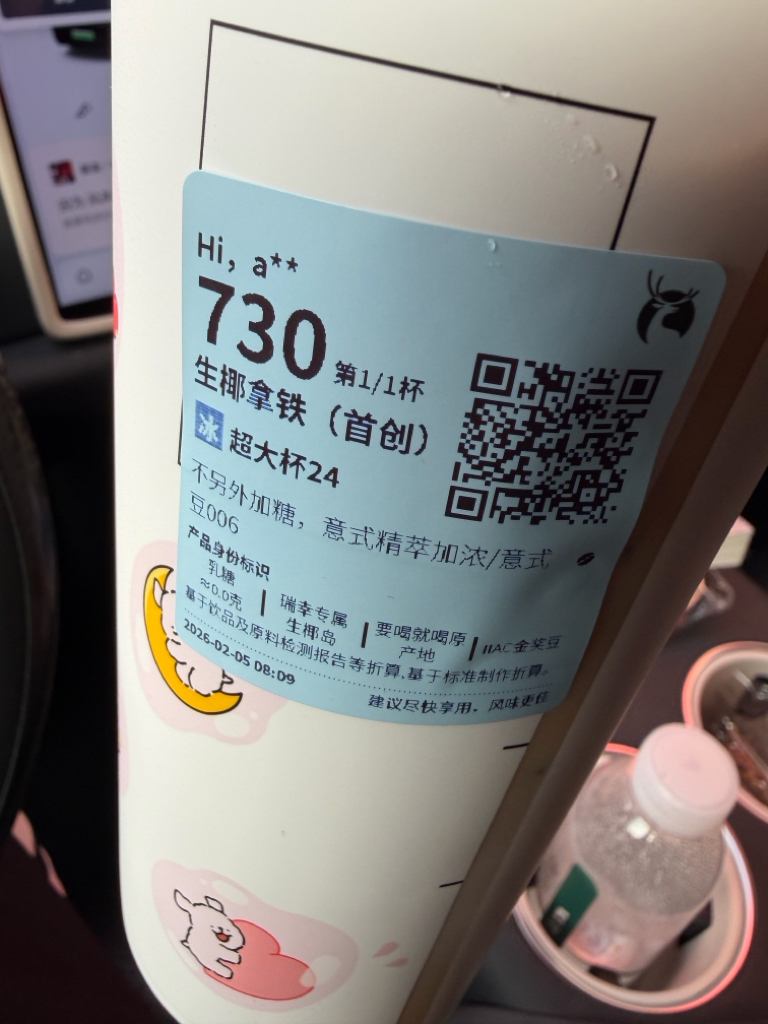 Hi, a**
730 第1/1杯
生椰拿铁（首创）
冰 超大杯24
不另外加糖，意式精萃加浓/意式
豆006
产品身份标识
乳糖
≈0.0克
瑞幸专属
生椰岛
要喝就喝原
产地
IIAC金奖豆
基于饮品及原料检测报告等折算,基于标准制作折算。
2026-02-05 08:09
建议尽快享用。风味更佳